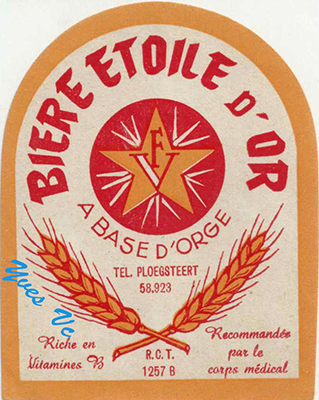 BIERE ETOILE D'OR
FV
A BASE D'ORGE
TEL. PLOEGSTEERT
58.923
Yves Vc
Riche en
Vitamines B
R.C.T.
1257 B
Recommandée
par le
corps médical